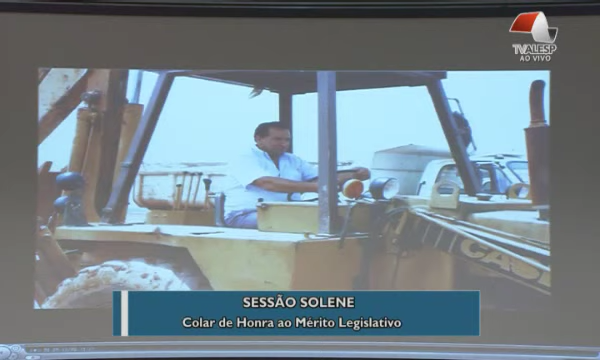 TVALESP
AO VIVO
CASE
SESSÃO SOLENE
Colar de Honra ao Mérito Legislativo